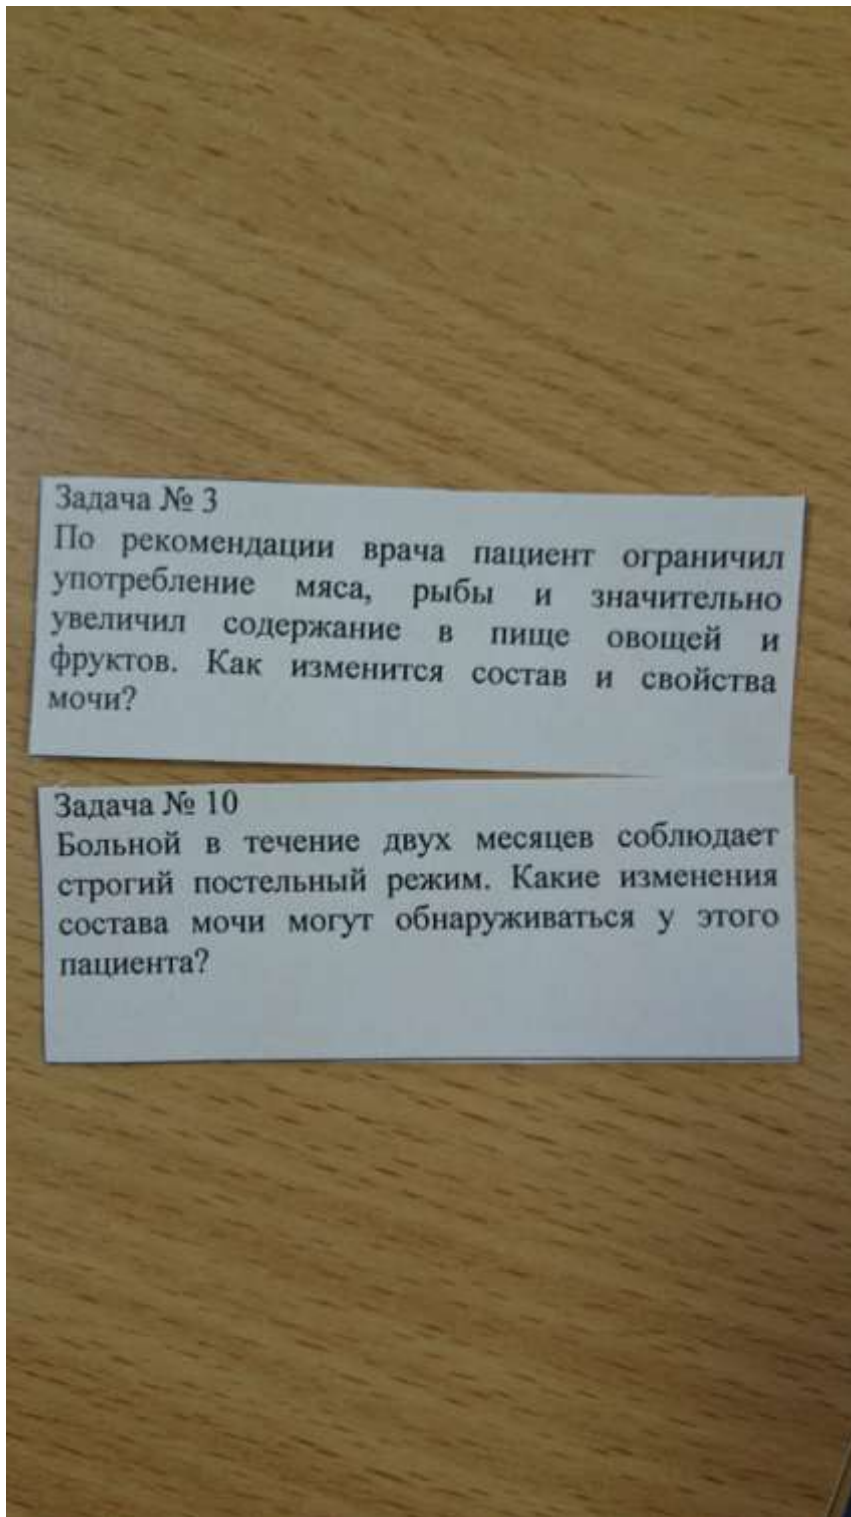 Задача № 3
По рекомендации врача пациент ограничил
употребление мяса, рыбы и значительно
увеличил содержание в пище овощей и
фруктов. Как изменится состав и свойства
мочи?
Задача № 10
Больной в течение двух месяцев соблюдает
строгий постельный режим. Какие изменения
состава мочи могут обнаруживаться у этого
пациента?